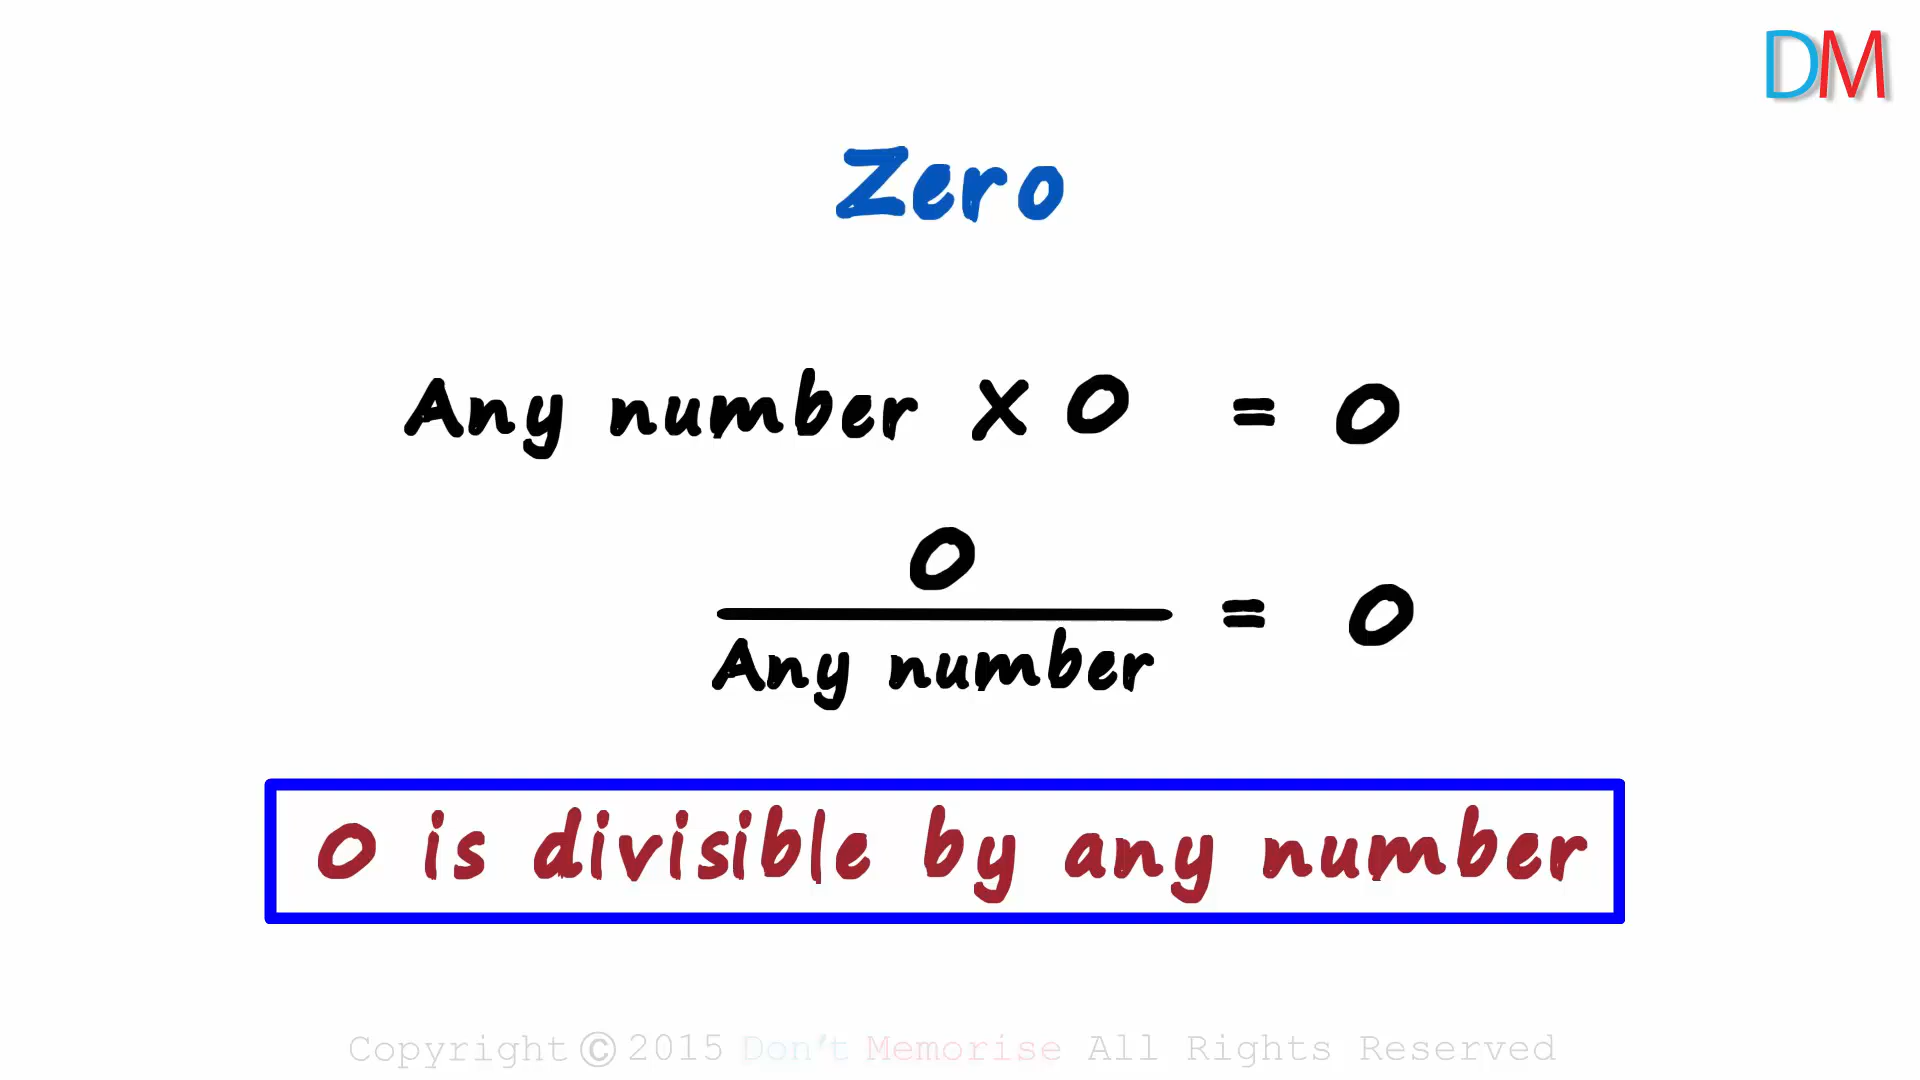 DM
Zero
Any number X 0 = 0
0
Any number = 0
0 is divisible by any number
Copyright © 2015 Don't Memorise All Rights Reserved